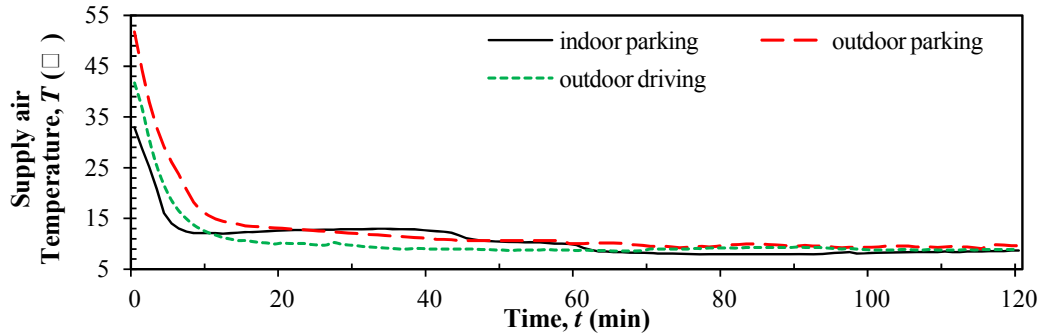 55
45
35
25
15
5
Supply air
Temperature, T (□)
indoor parking
outdoor parking
outdoor driving
0 20 40 60 80 100 120
Time, t (min)